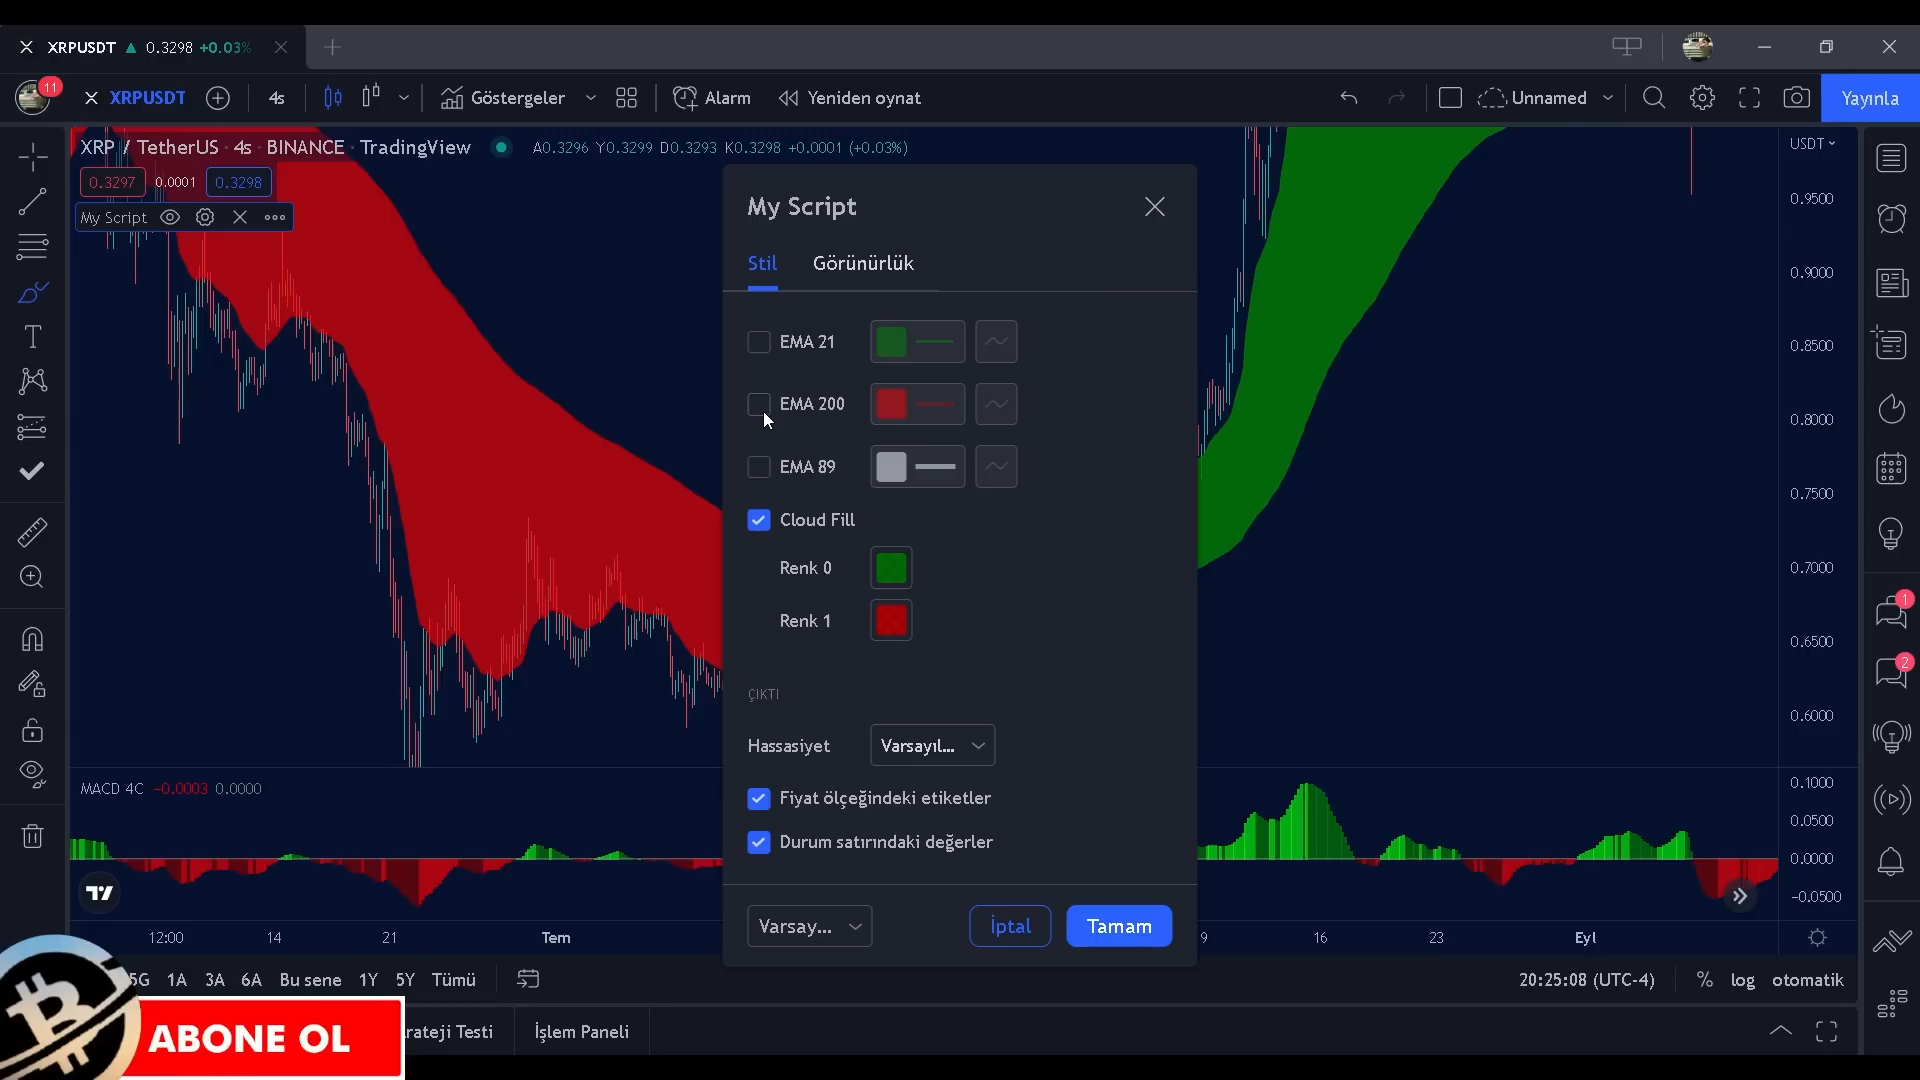 XRPUSDT ▲ 0.3298 +0.03%
11 XRPUSDT 4s Göstergeler Alarm Yeniden oynat Unnamed Yayınla
XRP / TetherUS · 4s · BINANCE · TradingView A0.3296 Y0.3299 D0.3293 K0.3298 +0.0001 (+0.03%)
USDT
0.3297 0.0001 0.3298
My Script
My Script
Stil Görünürlük
EMA 21
EMA 200
EMA 89
Cloud Fill
Renk 0
Renk 1
ÇIKTI
Hassasiyet Varsayıl...
Fiyat ölçeğindeki etiketler
Durum satırındaki değerler
Varsay... İptal Tamam
0.9500
0.9000
0.8500
0.8000
0.7500
0.7000
0.6500
0.6000
1
2
MACD 4C −0.0003 0.0000
0.1000
0.0500
0.0000
−0.0500
12:00 14 21 Tem 9 16 23 Eyl
5G 1A 3A 6A Bu sene 1Y 5Y Tümü 20:25:08 (UTC-4) % log otomatik
rateji Testi İşlem Paneli
ABONE OL